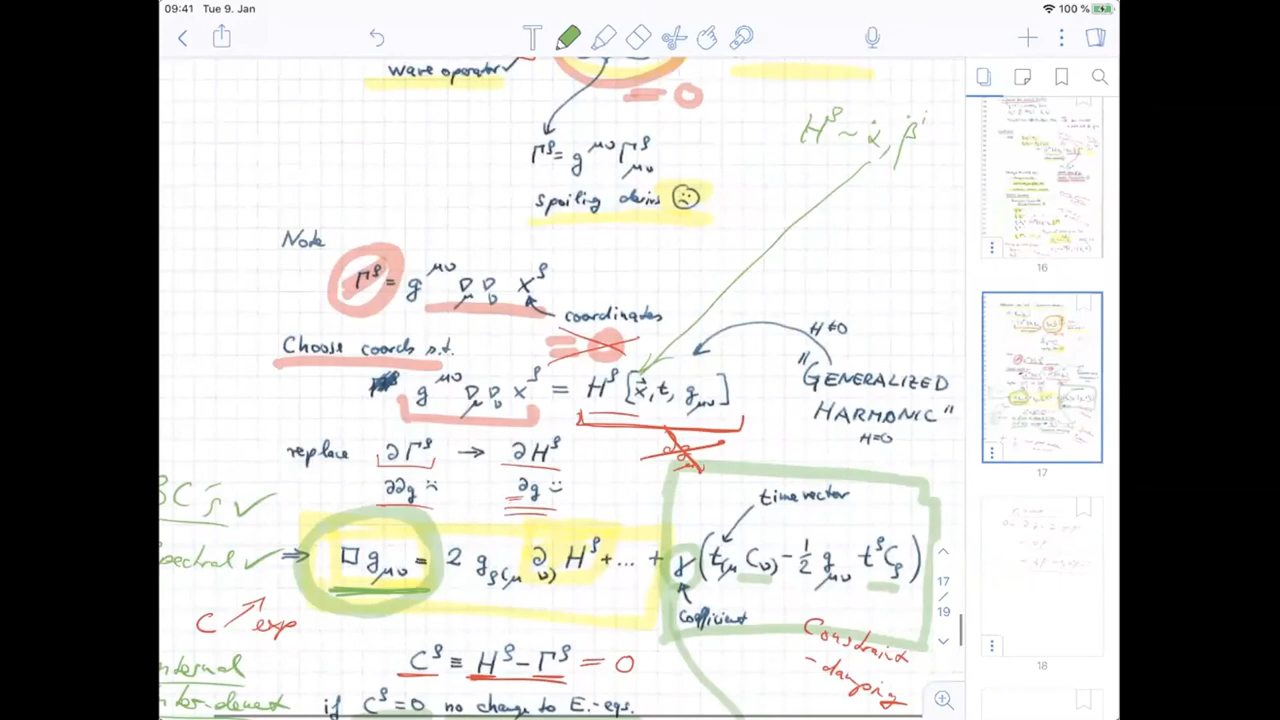 09:41 Tue 9. Jan
100 %
wave operator
= 0
H^ρ ~ α̇, β̇^i
Γ^ρ = g^{μν} Γ^ρ_{μν}
spoiling derivs ☹
Note
Γ^ρ = g^{μν} ∇_μ ∇_ν x^ρ
coordinates
= 0
Choose coords s.t.
H≠0
g^{μν} ∇_μ ∇_ν x^ρ = H^ρ [x⃗, t, g_{μν}]
"GENERALIZED
HARMONIC"
H=0
replace ∂Γ^ρ → ∂H^ρ
∂g
∂∂g ☹ ∂g ☺
BC's ✓
time vector
spectral ✓ ⇒ □ g_{μν} = 2 g_{ρ(μ} ∂_{ν)} H^ρ + ... + γ (t_{(μ} C_{ν)} - 1/2 g_{μν} t^ρ C_ρ)
coefficient
C ↗ exp
Constraint
- damping
C^ρ ≡ H^ρ - Γ^ρ = 0
if C^ρ = 0 no change to E.-eqs.
16
17
17
/
19
18